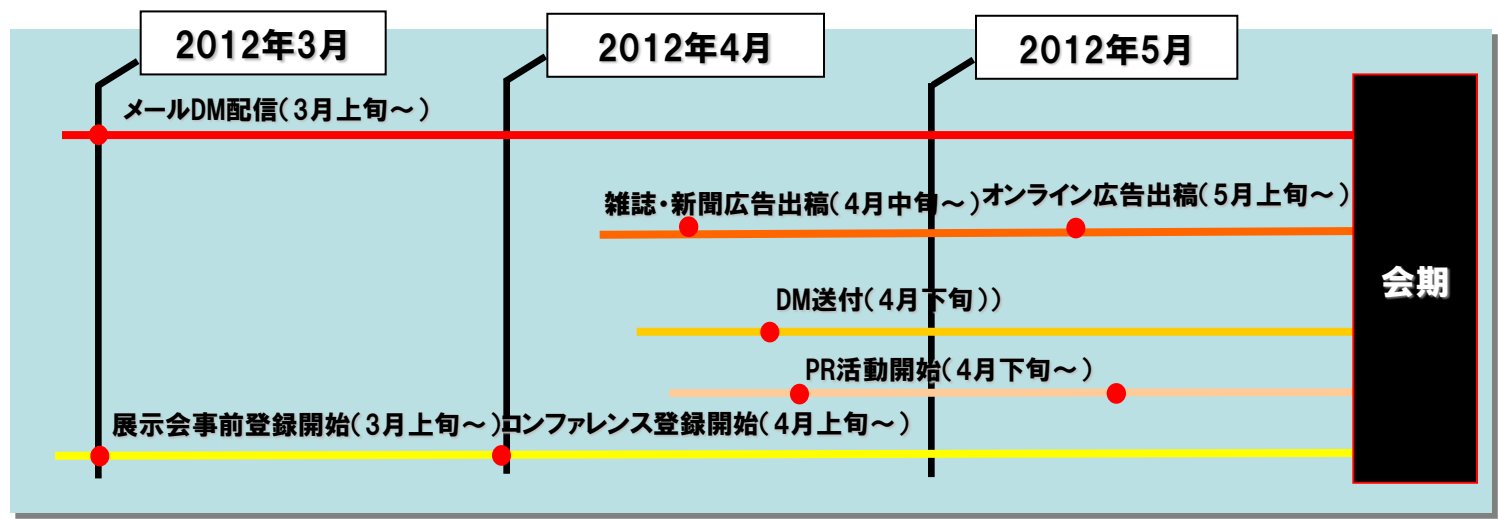 2012年3月
2012年4月
2012年5月
メールDM配信(3月上旬～)
雑誌・新聞広告出稿(4月中旬～)
オンライン広告出稿(5月上旬～)
会期
DM送付(4月下旬))
PR活動開始(4月下旬～)
展示会事前登録開始(3月上旬～)
コンファレンス登録開始(4月上旬～)